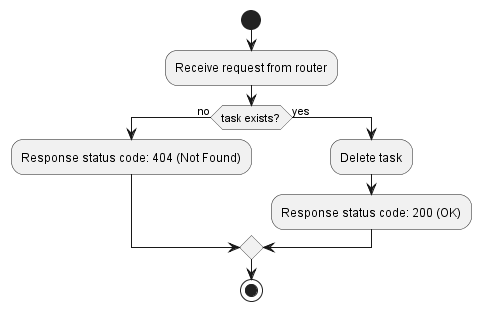 Receive request from router
no
task exists?
yes
Response status code: 404 (Not Found)
Delete task
Response status code: 200 (OK)